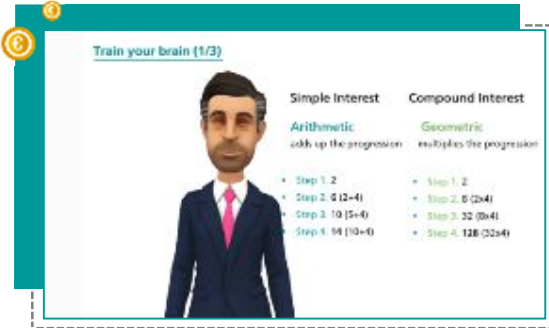 Train your brain (1/3)
Simple Interest
Arithmetic
adds up the progression
Step 1. 2
Step 2. 6 (2+4)
Step 3. 10 (5+4)
Step 4. 14 (10+4)
Compound Interest
Geometric
multiplies the progression
Step 1. 2
Step 2. 8 (2x4)
Step 3. 32 (8x4)
Step 4. 128 (32x4)